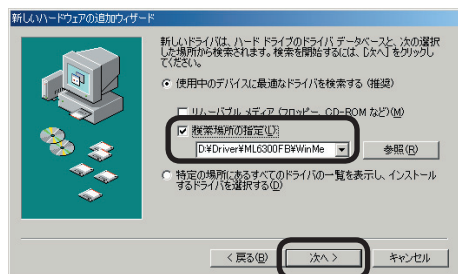 新しいハードウェアの追加ウィザード
新しいドライバは、ハード ドライブのドライバ データベースと、次の選択
した場所から検索されます。検索を開始するには、[次へ] をクリックし
てください。
使用中のデバイスに最適なドライバを検索する (推奨)
リムーバブル メディア (フロッピー、CD-ROM など)(M)
検索場所の指定(L):
D:¥Driver¥ML6300FB¥WinMe
参照(R)
特定の場所にあるすべてのドライバの一覧を表示し、インストール
するドライバを選択する(D)
< 戻る(B)
次へ >
キャンセル